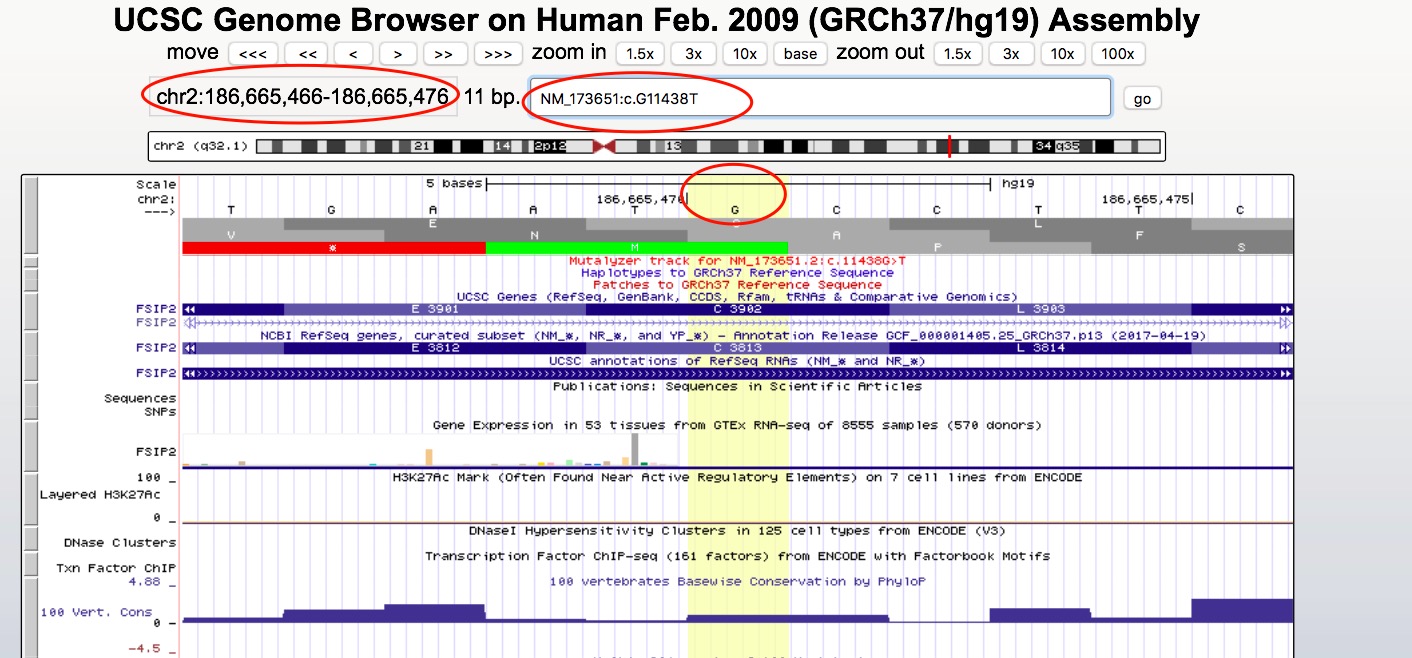 UCSC Genome Browser on Human Feb. 2009 (GRCh37/hg19) Assembly
move <<< << < > >> >>> zoom in 1.5x 3x 10x base zoom out 1.5x 3x 10x 100x
chr2:186,665,466-186,665,476 11 bp. NM_173651:c.G11438T go
chr2 (q32.1) 21 14 2p12 13 34 q35
Scale 5 bases hg19
chr2: 186,665,470 186,665,475
---> T G A A T G C C T T C
E S L
V N A F
* M P S
Mutalyzer track for NM_173651.2:c.11438G>T
Haplotypes to GRCh37 Reference Sequence
Patches to GRCh37 Reference Sequence
UCSC Genes (RefSeq, GenBank, CCDS, Rfam, tRNAs & Comparative Genomics)
FSIP2 E 3901 C 3902 L 3903
FSIP2
NCBI RefSeq genes, curated subset (NM_*, NR_*, and YP_*) - Annotation Release GCF_000001405.25_GRCh37.p13 (2017-04-19)
FSIP2 E 3812 C 3813 L 3814
UCSC annotations of RefSeq RNAs (NM_* and NR_*)
FSIP2
Publications: Sequences in Scientific Articles
Sequences
SNPs
Gene Expression in 53 tissues from GTEx RNA-seq of 8555 samples (570 donors)
FSIP2
H3K27Ac Mark (Often Found Near Active Regulatory Elements) on 7 cell lines from ENCODE
100 _
Layered H3K27Ac
0 _
DNaseI Hypersensitivity Clusters in 125 cell types from ENCODE (V3)
DNase Clusters
Transcription Factor ChIP-seq (161 factors) from ENCODE with Factorbook Motifs
Txn Factor ChIP
100 vertebrates Basewise Conservation by PhyloP
4.88 _
100 Vert. Cons
0 _
-4.5 _